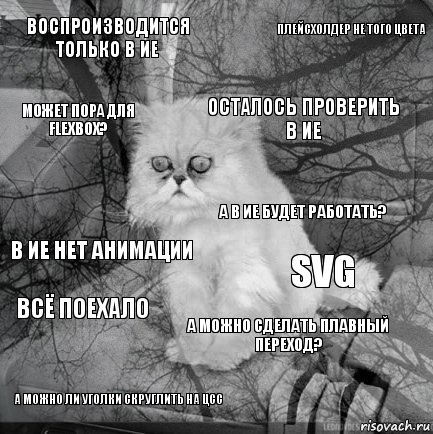 ВОСПРОИЗВОДИТСЯ
ТОЛЬКО В ИЕ
ПЛЕЙСХОЛДЕР НЕ ТОГО ЦВЕТА
МОЖЕТ ПОРА ДЛЯ
FLEXBOX?
ОСТАЛОСЬ ПРОВЕРИТЬ
В ИЕ
А В ИЕ БУДЕТ РАБОТАТЬ?
В ИЕ НЕТ АНИМАЦИИ
SVG
ВСЁ ПОЕХАЛО
А МОЖНО СДЕЛАТЬ ПЛАВНЫЙ
ПЕРЕХОД?
А МОЖНО ЛИ УГОЛКИ СКРУГЛИТЬ НА ЦСС
risovach.ru